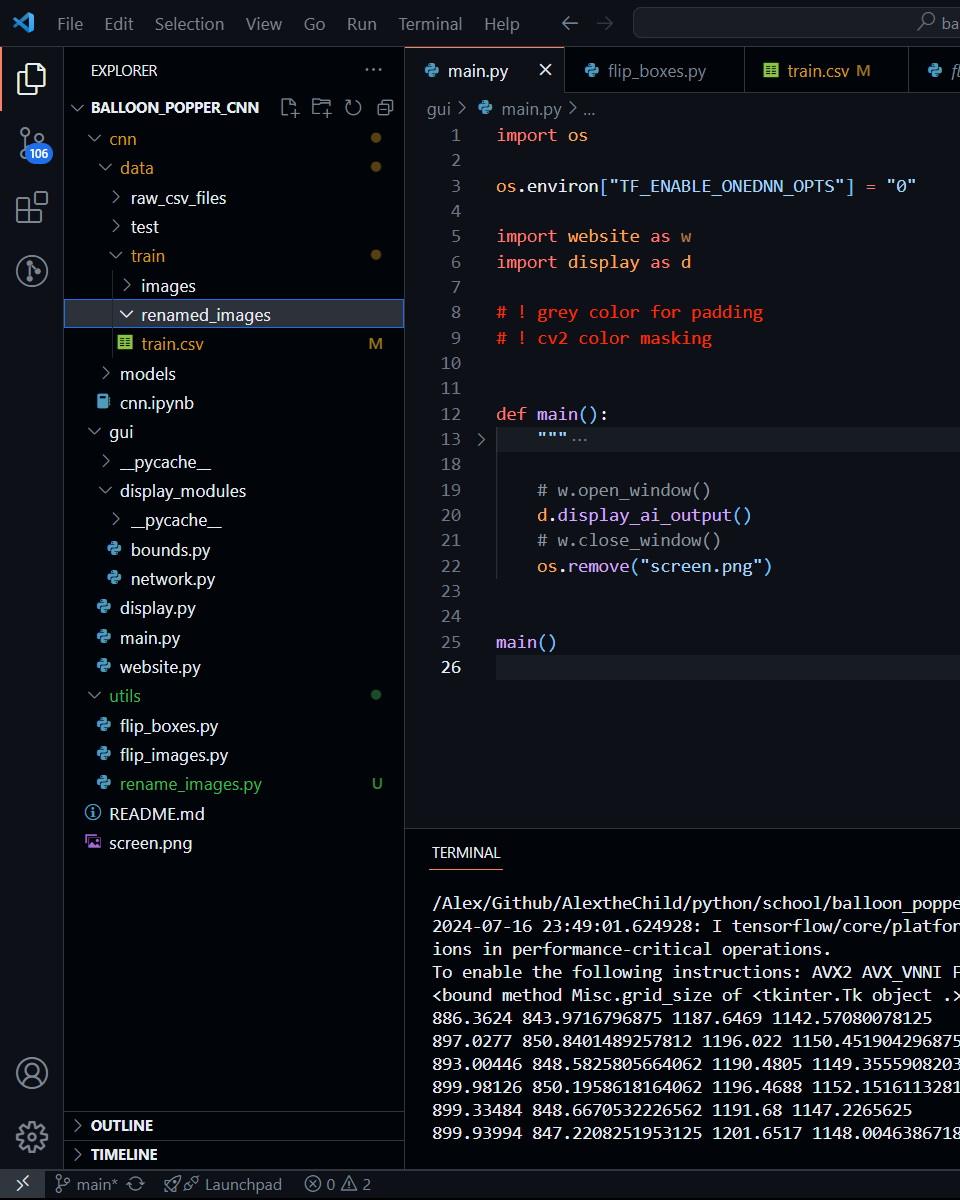 File Edit Selection View Go Run Terminal Help
ba
EXPLORER
BALLOON_POPPER_CNN
cnn
data
raw_csv_files
test
train
images
renamed_images
train.csv M
models
cnn.ipynb
gui
__pycache__
display_modules
__pycache__
bounds.py
network.py
display.py
main.py
website.py
utils
flip_boxes.py
flip_images.py
rename_images.py U
README.md
screen.png
OUTLINE
TIMELINE
106
main.py flip_boxes.py train.csv M
gui > main.py > ...
1 import os
2
3 os.environ["TF_ENABLE_ONEDNN_OPTS"] = "0"
4
5 import website as w
6 import display as d
7
8 # ! grey color for padding
9 # ! cv2 color masking
10
11
12 def main():
13 """ ...
18
19 # w.open_window()
20 d.display_ai_output()
21 # w.close_window()
22 os.remove("screen.png")
23
24
25 main()
26
TERMINAL
/Alex/Github/AlextheChild/python/school/balloon_poppe
2024-07-16 23:49:01.624928: I tensorflow/core/platfor
ions in performance-critical operations.
To enable the following instructions: AVX2 AVX_VNNI F
<bound method Misc.grid_size of <tkinter.Tk object .>
886.3624 843.9716796875 1187.6469 1142.57080078125
897.0277 850.8401489257812 1196.022 1150.451904296875
893.00446 848.5825805664062 1190.4805 1149.3555908203
899.98126 850.1958618164062 1196.4688 1152.1516113281
899.33484 848.6670532226562 1191.68 1147.2265625
899.93994 847.2208251953125 1201.6517 1148.0046386718
main* Launchpad 0 2